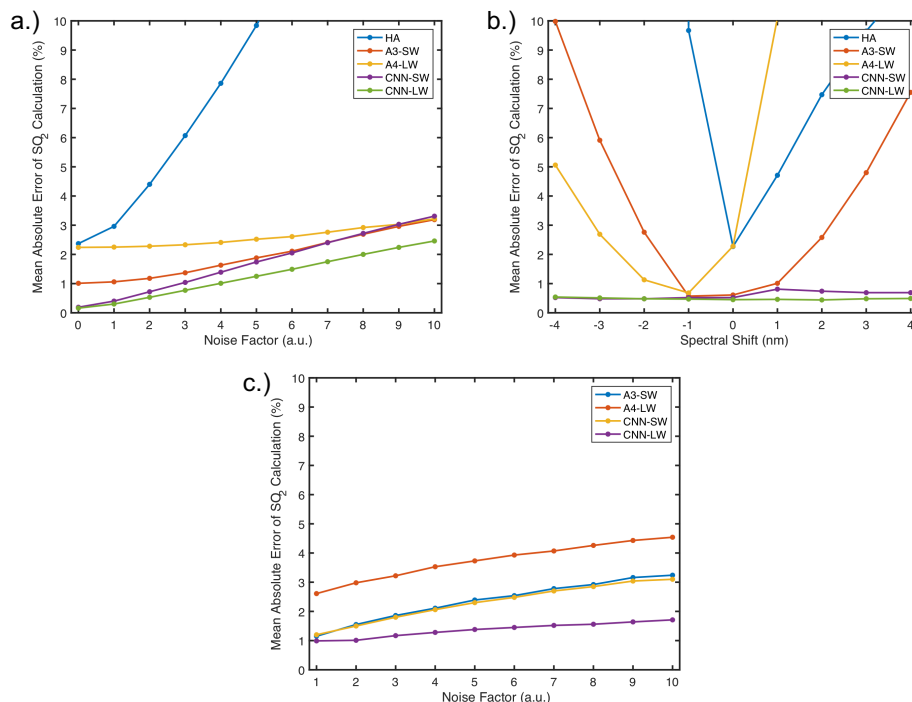 a.)
Mean Absolute Error of SO2 Calculation (%)
10
9
8
7
6
5
4
3
2
1
0
HA
A3-SW
A4-LW
CNN-SW
CNN-LW
0 1 2 3 4 5 6 7 8 9 10
Noise Factor (a.u.)
b.)
Mean Absolute Error of SO2 Calculation (%)
10
9
8
7
6
5
4
3
2
1
0
HA
A3-SW
A4-LW
CNN-SW
CNN-LW
-4 -3 -2 -1 0 1 2 3 4
Spectral Shift (nm)
c.)
Mean Absolute Error of SO2 Calculation (%)
10
9
8
7
6
5
4
3
2
1
0
A3-SW
A4-LW
CNN-SW
CNN-LW
1 2 3 4 5 6 7 8 9 10
Noise Factor (a.u.)